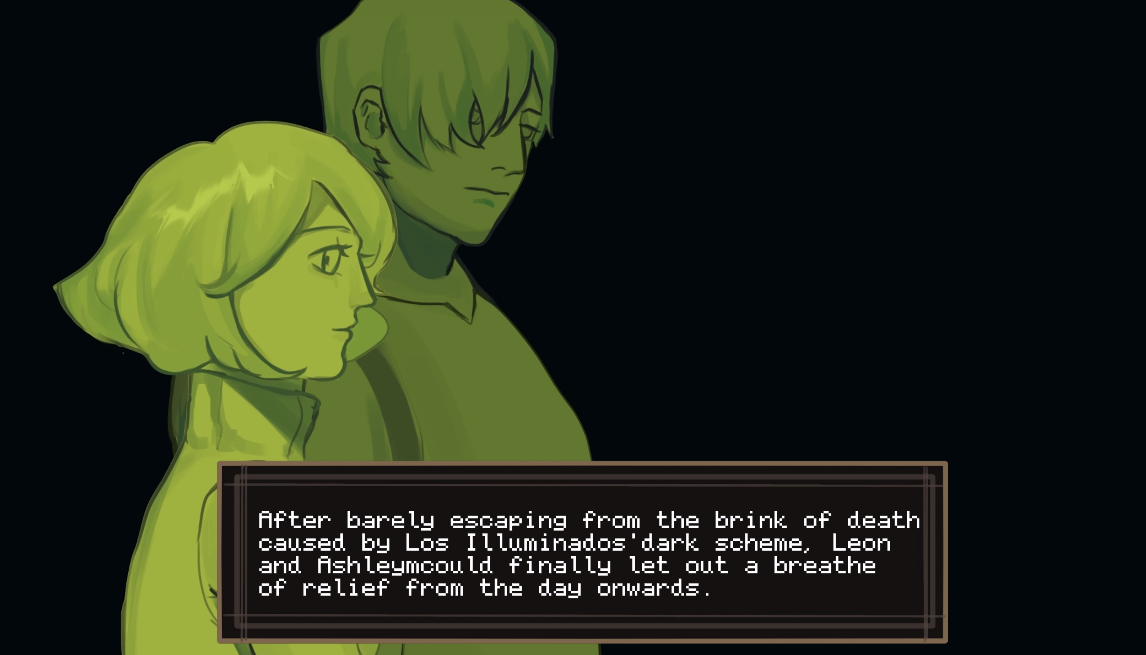 After barely escaping from the brink of death
caused by Los Illuminados'dark scheme, Leon
and Ashleymcould finally let out a breathe
of relief from the day onwards.